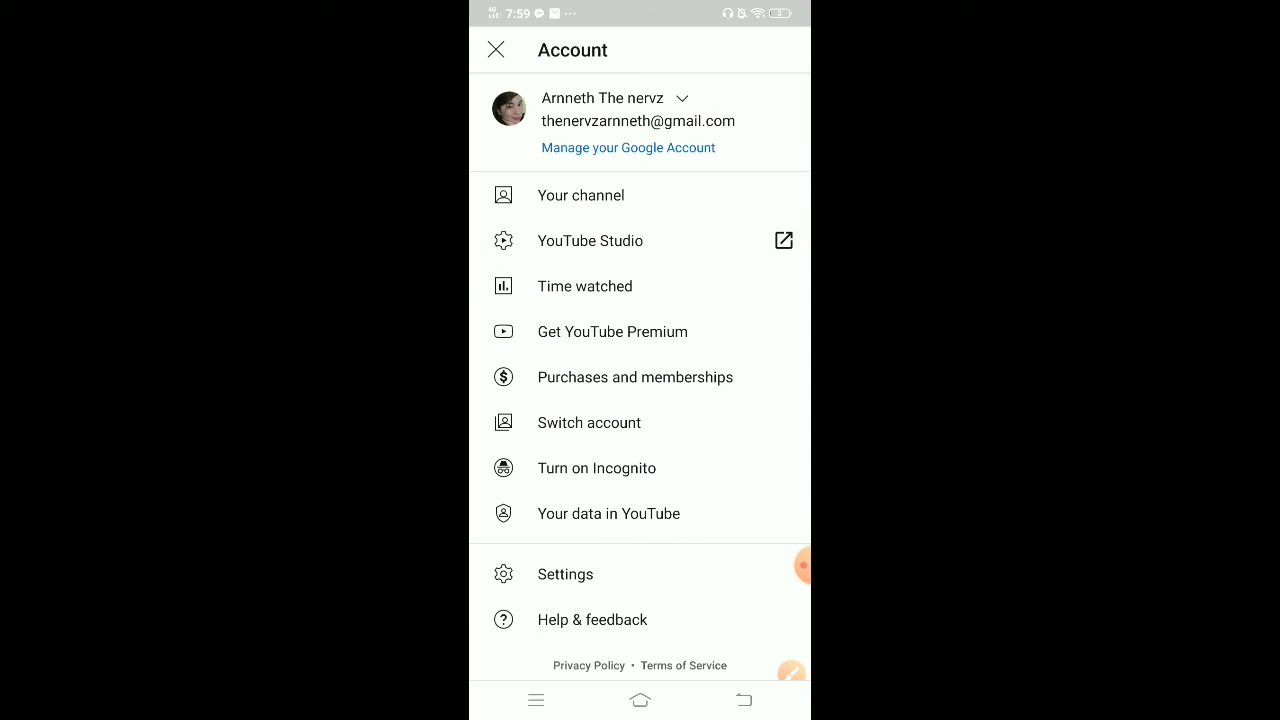 4G 7:59 ... 3
Account
Arnneth The nervz
thenervzarnneth@gmail.com
Manage your Google Account
Your channel
YouTube Studio
Time watched
Get YouTube Premium
Purchases and memberships
Switch account
Turn on Incognito
Your data in YouTube
Settings
Help & feedback
Privacy Policy • Terms of Service